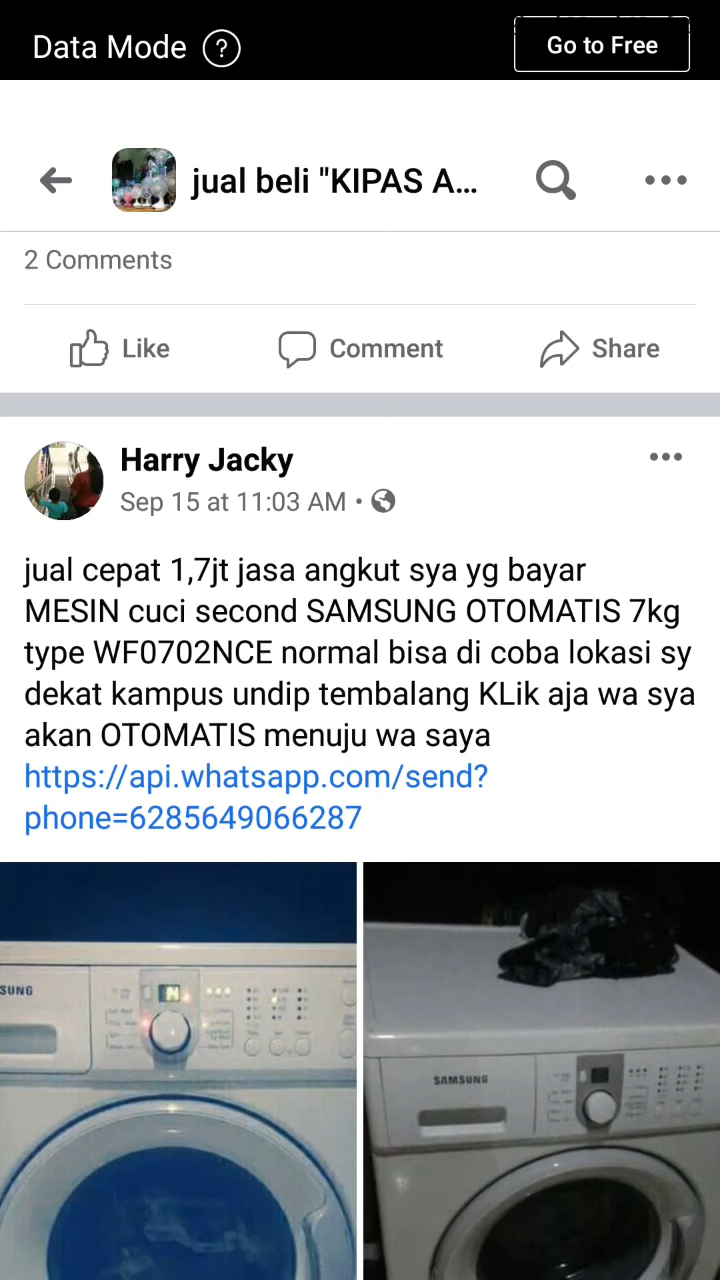 Data Mode ?
Go to Free
jual beli "KIPAS A...
2 Comments
Like
Comment
Share
Harry Jacky
Sep 15 at 11:03 AM •
jual cepat 1,7jt jasa angkut sya yg bayar
MESIN cuci second SAMSUNG OTOMATIS 7kg
type WF0702NCE normal bisa di coba lokasi sy
dekat kampus undip tembalang KLik aja wa sya
akan OTOMATIS menuju wa saya
https://api.whatsapp.com/send?
phone=6285649066287
SUNG
SAMSUNG